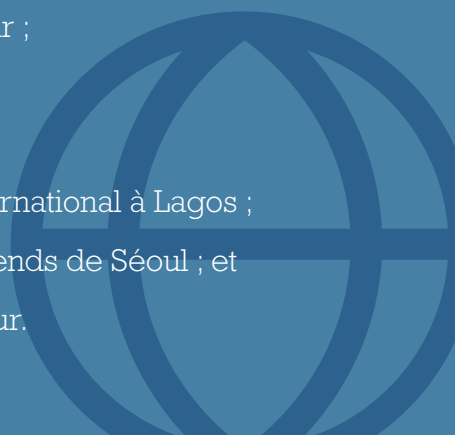 r ;
rnational à Lagos ;
ends de Séoul ; et
ur.